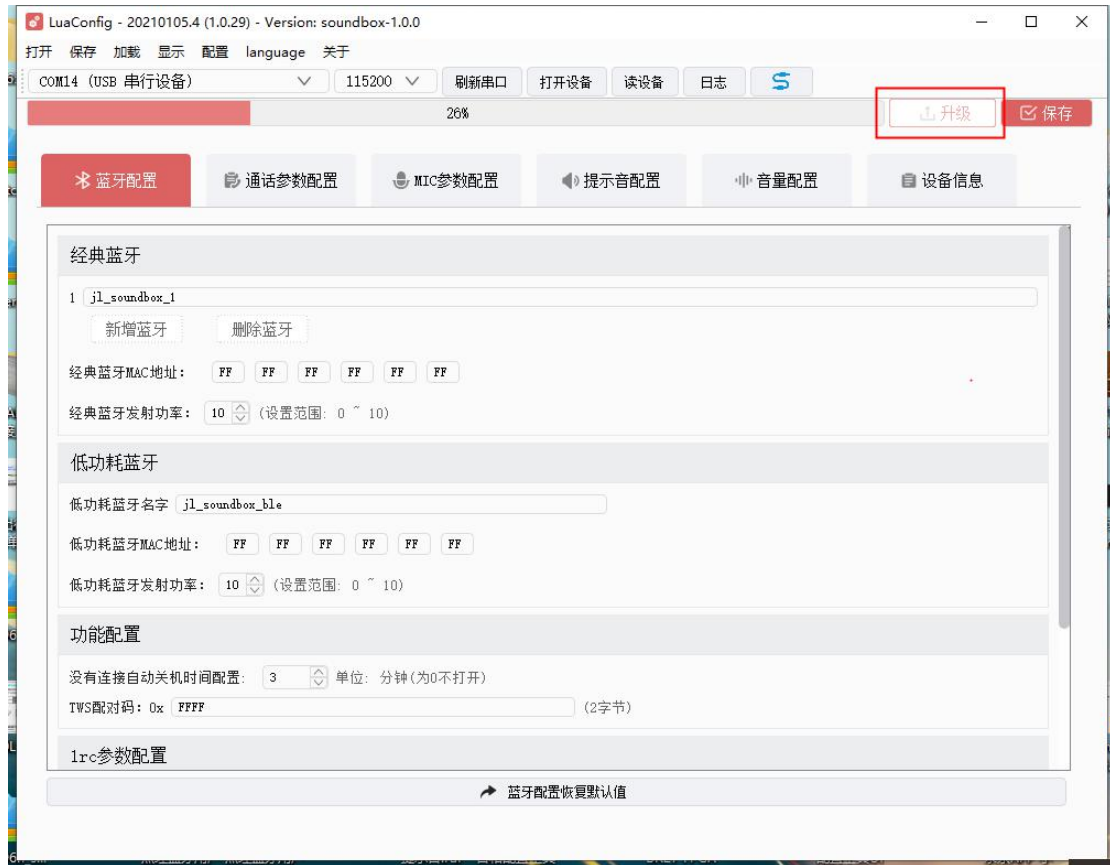 LuaConfig - 20210105.4 (1.0.29) - Version: soundbox-1.0.0
打开 保存 加载 显示 配置 language 关于
COM14 (USB 串行设备) 115200 刷新串口 打开设备 读设备 日志
26% 升级 保存
蓝牙配置 通话参数配置 MIC参数配置 提示音配置 音量配置 设备信息
经典蓝牙
1 jl_soundbox_1
新增蓝牙 删除蓝牙
经典蓝牙MAC地址: FF FF FF FF FF FF
经典蓝牙发射功率: 10 (设置范围: 0 ~ 10)
低功耗蓝牙
低功耗蓝牙名字 jl_soundbox_ble
低功耗蓝牙MAC地址: FF FF FF FF FF FF
低功耗蓝牙发射功率: 10 (设置范围: 0 ~ 10)
功能配置
没有连接自动关机时间配置: 3 单位: 分钟(为0不打开)
TWS配对码: 0x FFFF (2字节)
lrc参数配置
蓝牙配置恢复默认值